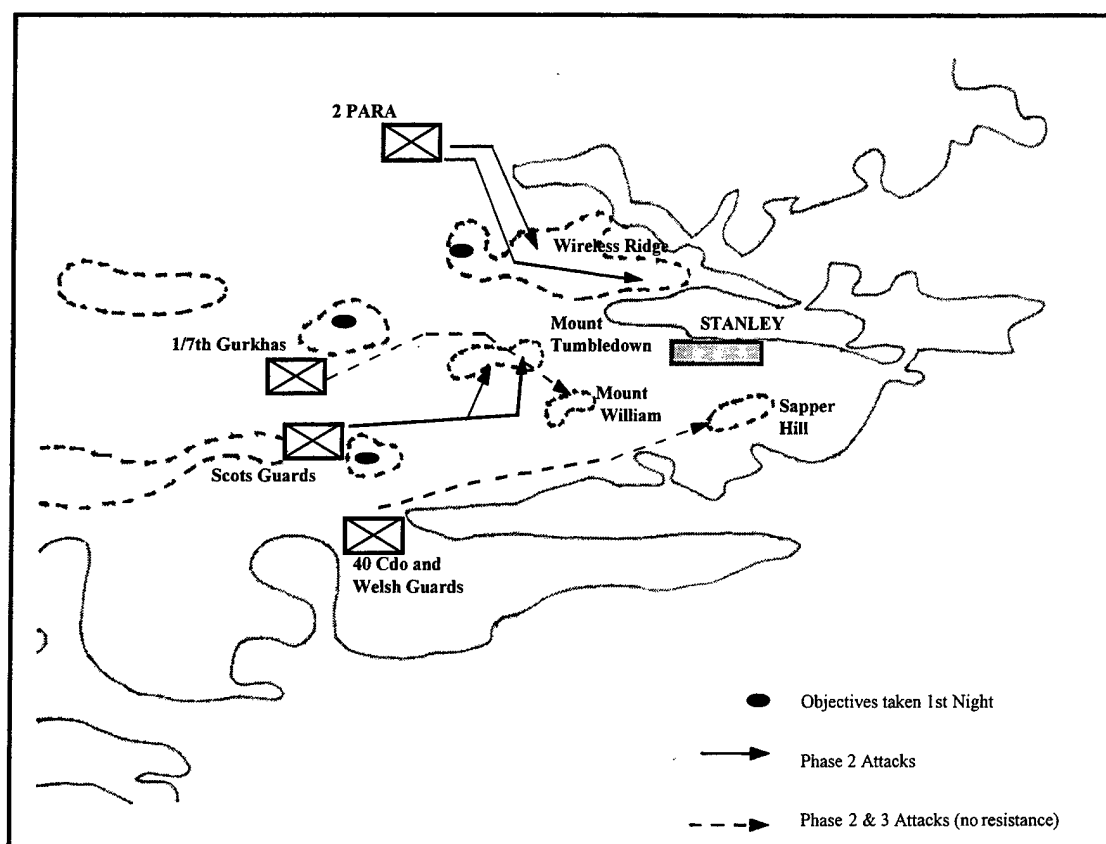 2 PARA
Wireless Ridge
Mount
Tumbledown
STANLEY
1/7th Gurkhas
Mount
William
Sapper
Hill
Scots Guards
40 Cdo and
Welsh Guards
Objectives taken 1st Night
Phase 2 Attacks
Phase 2 & 3 Attacks (no resistance)